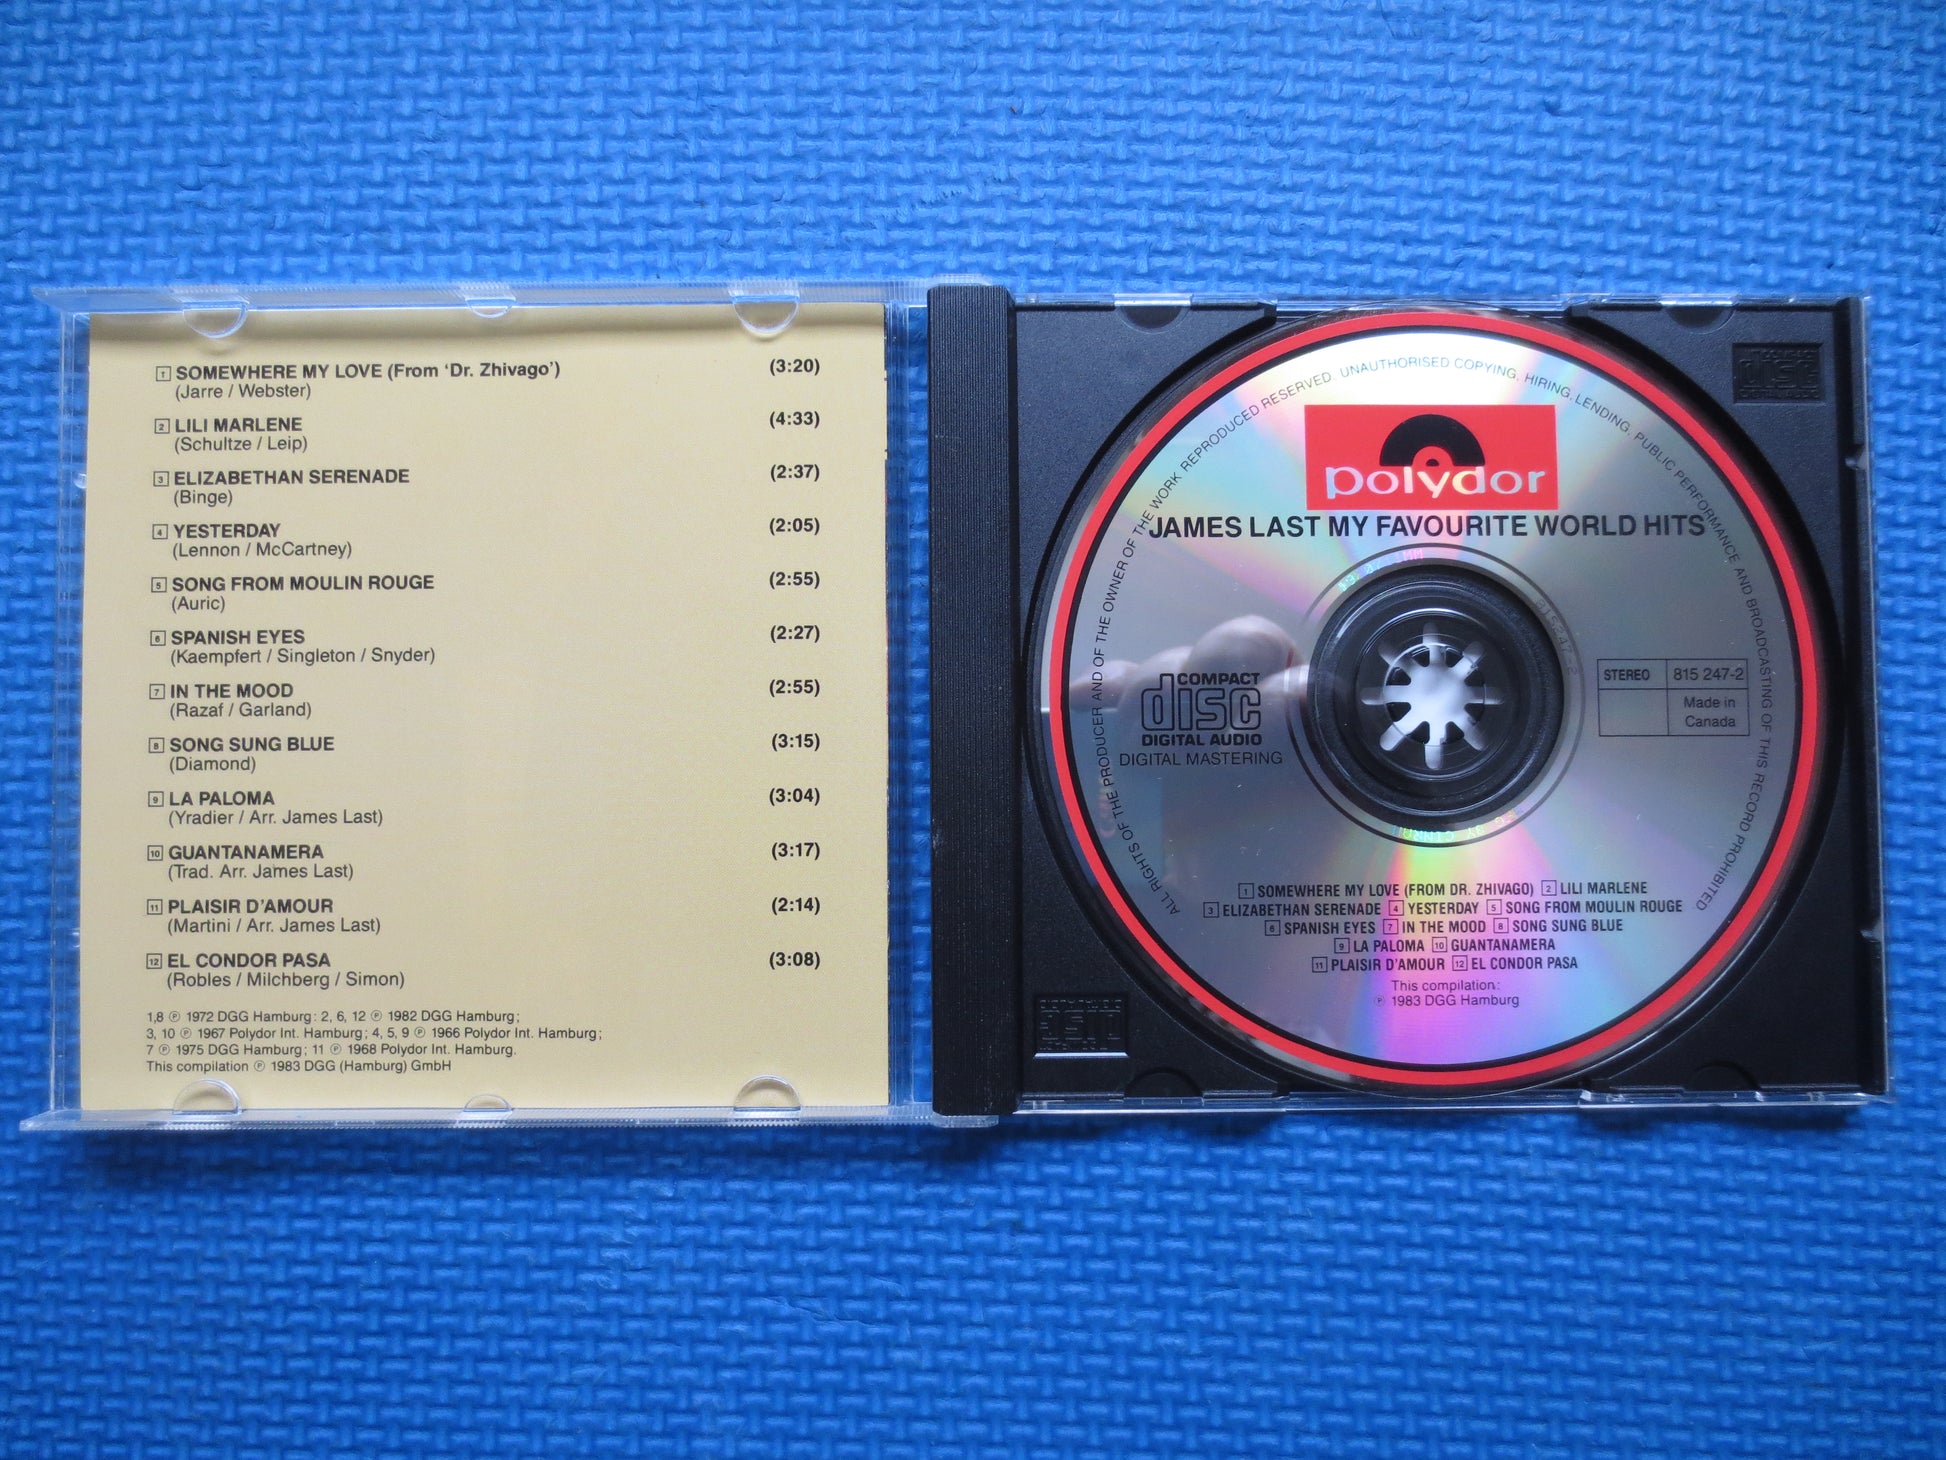 1 SOMEWHERE MY LOVE (From ‘Dr. Zhivago’) (3:20)
(Jarre / Webster)
2 LILI MARLENE (4:33)
(Schultze / Leip)
3 ELIZABETHAN SERENADE (2:37)
(Binge)
4 YESTERDAY (2:05)
(Lennon / McCartney)
5 SONG FROM MOULIN ROUGE (2:55)
(Auric)
6 SPANISH EYES (2:27)
(Kaempfert / Singleton / Snyder)
7 IN THE MOOD (2:55)
(Razaf / Garland)
8 SONG SUNG BLUE (3:15)
(Diamond)
9 LA PALOMA (3:04)
(Yradier / Arr. James Last)
10 GUANTANAMERA (3:17)
(Trad. Arr. James Last)
11 PLAISIR D’AMOUR (2:14)
(Martini / Arr. James Last)
12 EL CONDOR PASA (3:08)
(Robles / Milchberg / Simon)
1,8 ℗ 1972 DGG Hamburg: 2, 6, 12 ℗ 1982 DGG Hamburg;
3, 10 ℗ 1967 Polydor Int. Hamburg; 4, 5, 9 ℗ 1966 Polydor Int. Hamburg;
7 ℗ 1975 DGG Hamburg; 11 ℗ 1968 Polydor Int. Hamburg.
This compilation ℗ 1983 DGG (Hamburg) GmbH
ALL RIGHTS OF THE PRODUCER AND OF THE OWNER OF THE WORK REPRODUCED RESERVED. UNAUTHORISED COPYING, HIRING, LENDING, PUBLIC PERFORMANCE AND BROADCASTING OF THIS RECORD PROHIBITED
polydor
JAMES LAST MY FAVOURITE WORLD HITS
COMPACT
disc
DIGITAL AUDIO
DIGITAL MASTERING
STEREO 815 247-2
Made in
Canada
815247-2
1 SOMEWHERE MY LOVE (FROM DR. ZHIVAGO) 2 LILI MARLENE
3 ELIZABETHAN SERENADE 4 YESTERDAY 5 SONG FROM MOULIN ROUGE
6 SPANISH EYES 7 IN THE MOOD 8 SONG SUNG BLUE
9 LA PALOMA 10 GUANTANAMERA
11 PLAISIR D’AMOUR 12 EL CONDOR PASA
This compilation:
℗ 1983 DGG Hamburg